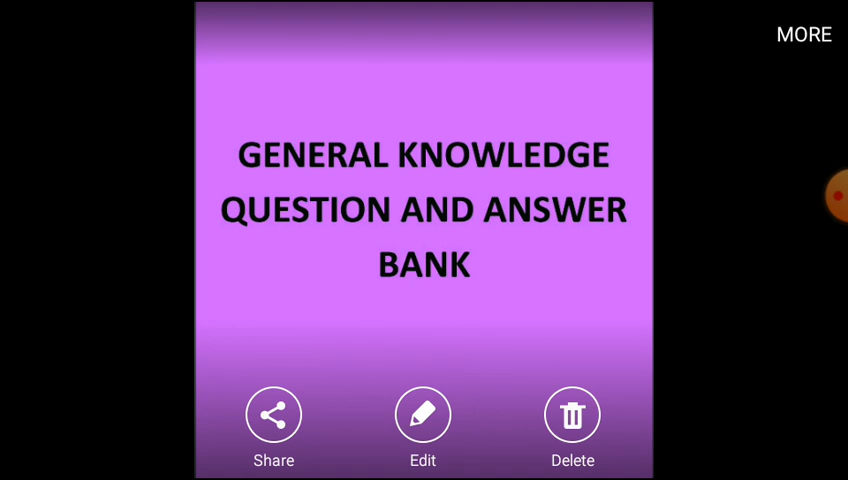 MORE
GENERAL KNOWLEDGE
QUESTION AND ANSWER
BANK
Share
Edit
Delete